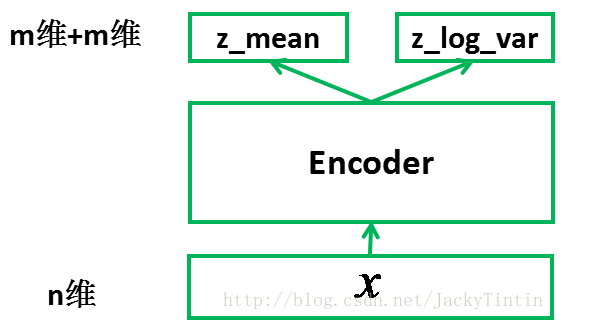 m维+m维 z_mean z_log_var
Encoder
n维 x
http://blog.csdn.net/JackyTintin